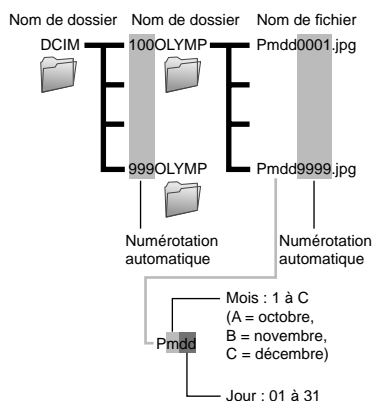 Nom de dossier Nom de dossier Nom de fichier
DCIM 100OLYMP Pmdd0001.jpg
999OLYMP Pmdd9999.jpg
Numérotation
automatique
Numérotation
automatique
Mois : 1 à C
(A = octobre,
B = novembre,
C = décembre)
Pmdd
Jour : 01 à 31